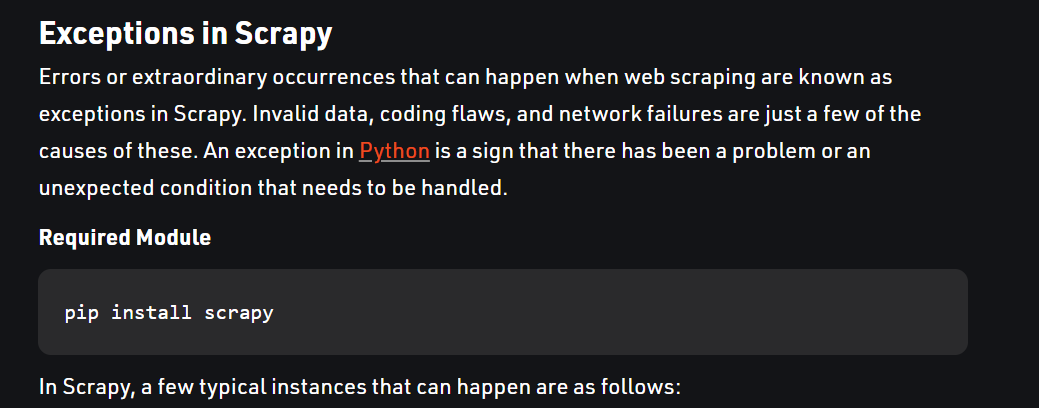 Exceptions in Scrapy
Errors or extraordinary occurrences that can happen when web scraping are known as
exceptions in Scrapy. Invalid data, coding flaws, and network failures are just a few of the
causes of these. An exception in Python is a sign that there has been a problem or an
unexpected condition that needs to be handled.
Required Module
pip install scrapy
In Scrapy, a few typical instances that can happen are as follows: